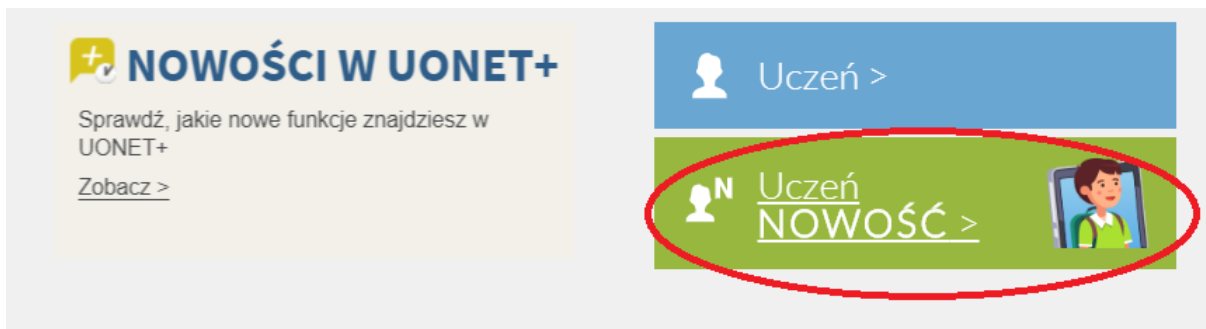 NOWOŚCI W UONET+
Sprawdź, jakie nowe funkcje znajdziesz w
UONET+
Zobacz >
Uczeń >
N Uczeń
NOWOŚĆ >